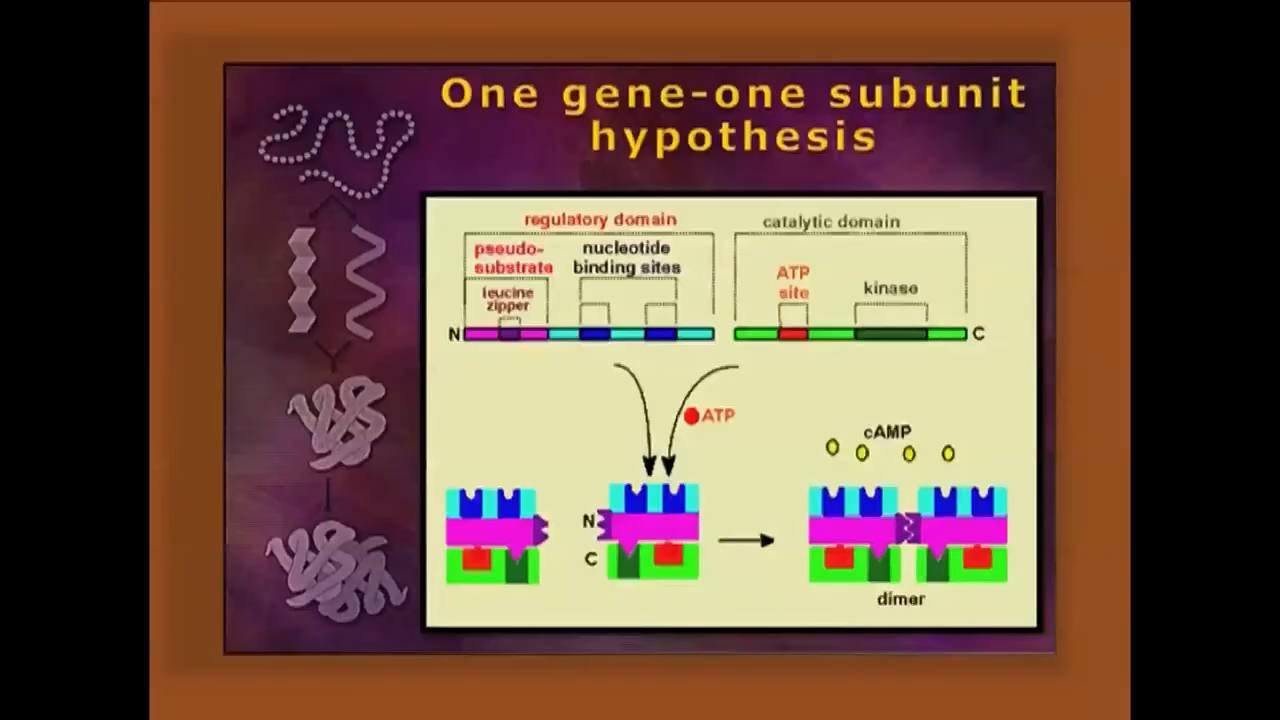 One gene-one subunit
hypothesis
regulatory domain
catalytic domain
pseudo-
substrate
nucleotide
binding sites
leucine
zipper
ATP
site
kinase
N
C
ATP
cAMP
N
C
dimer